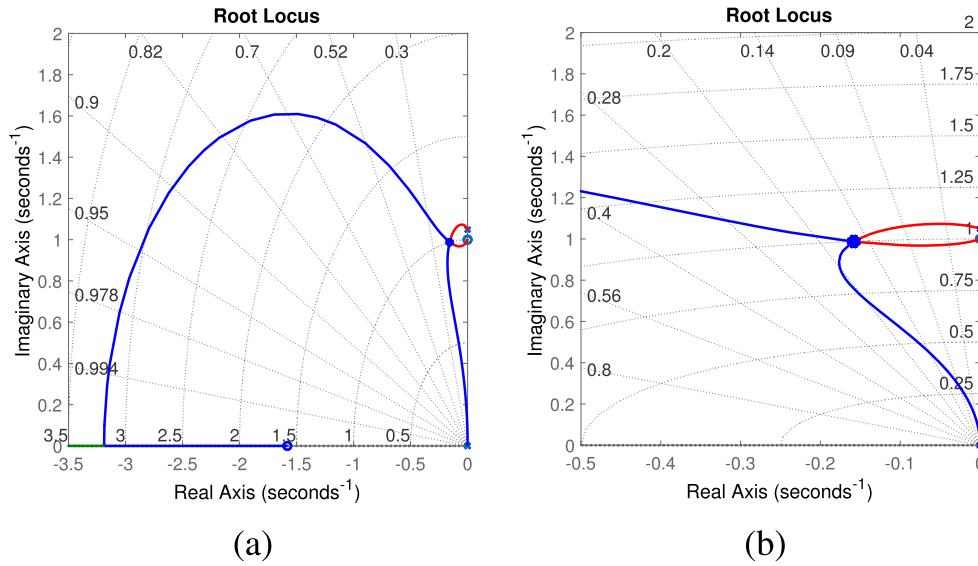 Root Locus
0.82 0.7 0.52 0.3
0.9
0.95
0.978
0.994
3.5 3 2.5 2 1.5 1 0.5
2
1.8
1.6
1.4
1.2
1
0.8
0.6
0.4
0.2
0
-3.5 -3 -2.5 -2 -1.5 -1 -0.5 0
Imaginary Axis (seconds-1)
Real Axis (seconds-1)
(a)
Root Locus
2
0.2 0.14 0.09 0.04
1.75
0.28
1.5
1.25
0.4
1
0.75
0.56
0.5
0.8
0.25
2
1.8
1.6
1.4
1.2
1
0.8
0.6
0.4
0.2
0
-0.5 -0.4 -0.3 -0.2 -0.1 0
Imaginary Axis (seconds-1)
Real Axis (seconds-1)
(b)